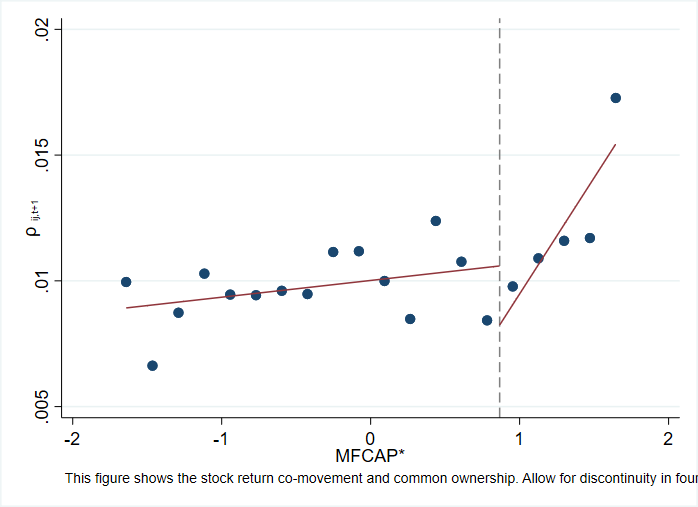 .02
.015
.01
.005
ρ ij,t+1
-2 -1 0 1 2
MFCAP*
This figure shows the stock return co-movement and common ownership. Allow for discontinuity in